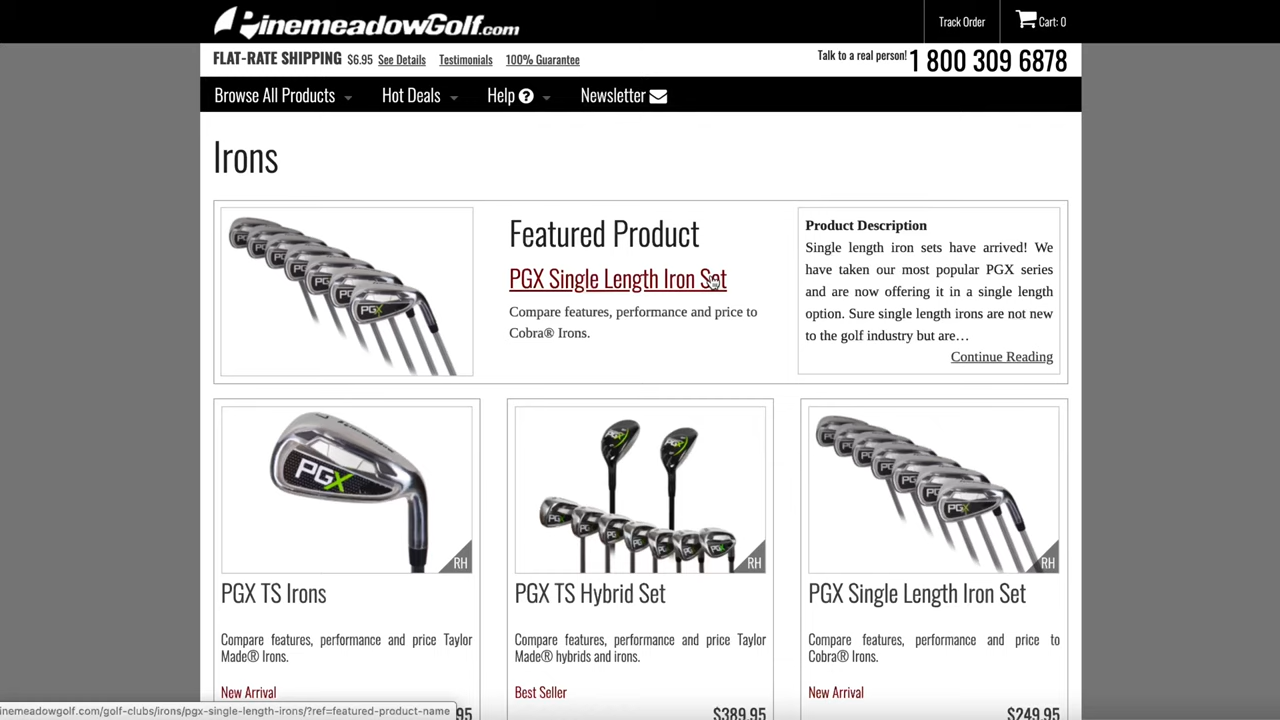 PinemeadowGolf.com
Track Order
Cart: 0
FLAT-RATE SHIPPING $6.95 See Details Testimonials 100% Guarantee
Talk to a real person! 1 800 309 6878
Browse All Products Hot Deals Help ? Newsletter
Irons
PGX
Featured Product
PGX Single Length Iron Set
Compare features, performance and price to
Cobra® Irons.
Product Description
Single length iron sets have arrived! We
have taken our most popular PGX series
and are now offering it in a single length
option. Sure single length irons are not new
to the golf industry but are…
Continue Reading
PGX
RH
PGX TS Irons
Compare features, performance and price Taylor
Made® Irons.
New Arrival
95
PGX
RH
PGX TS Hybrid Set
Compare features, performance and price Taylor
Made® hybrids and irons.
Best Seller
$389.95
PGX
RH
PGX Single Length Iron Set
Compare features, performance and price to
Cobra® Irons.
New Arrival
$249.95
inemeadowgolf.com/golf-clubs/irons/pgx-single-length-irons/?ref=featured-product-name